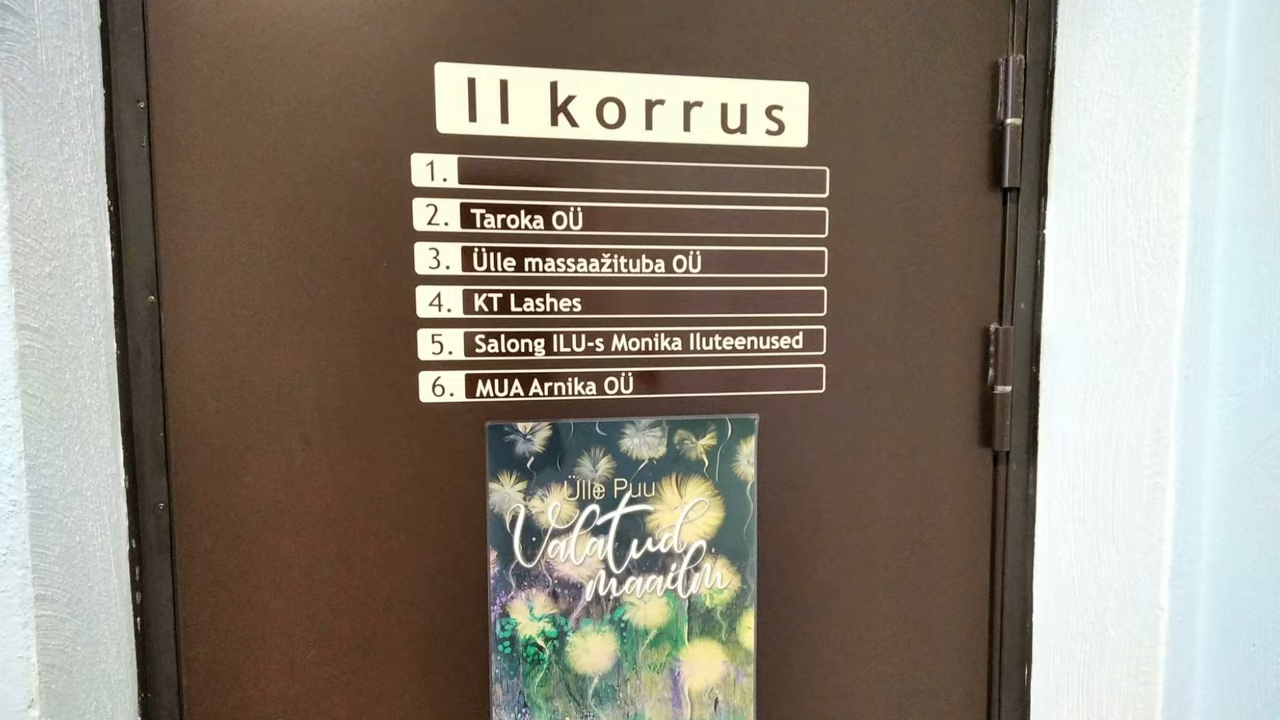 II korrus
1.
2. Taroka OÜ
3. Ülle massaažituba OÜ
4. KT Lashes
5. Salong ILU-s Monika Iluteenused
6. MUA Arnika OÜ
Ülle Puu
Valatud
maailm